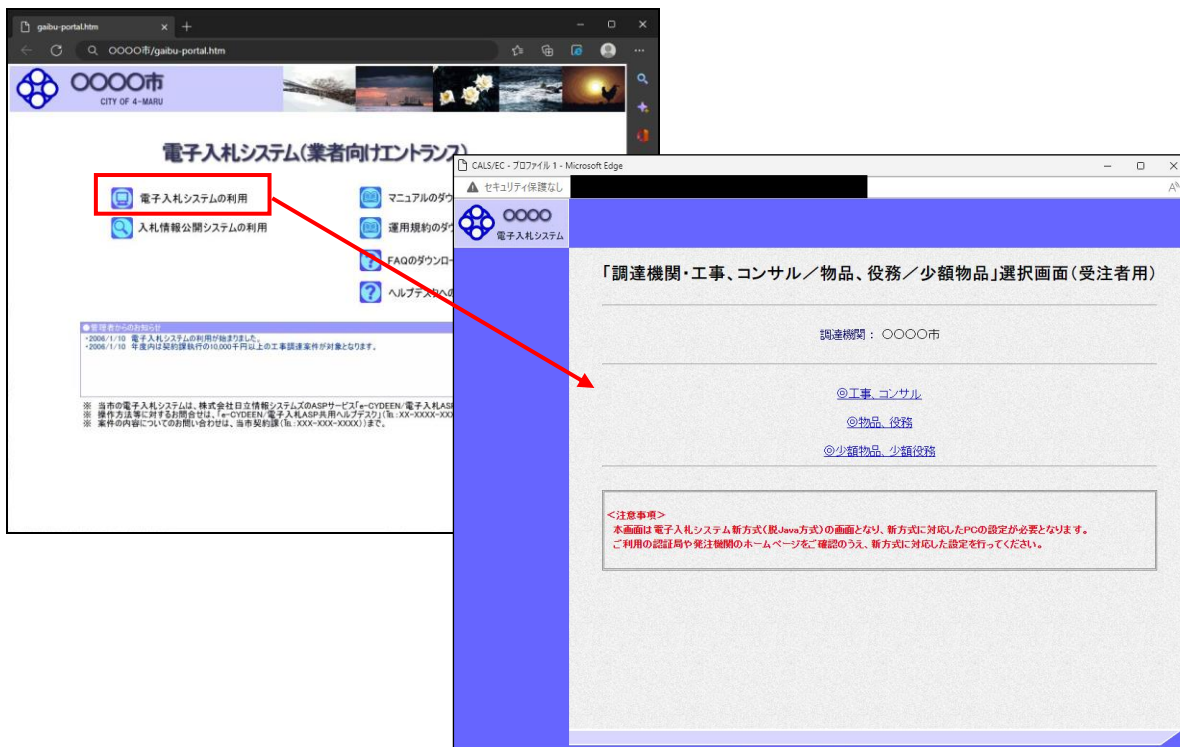 gaibu-portal.htm
〇〇〇〇市/gaibu-portal.htm
〇〇〇〇市
CITY OF 4-MARU
電子入札システム(業者向けエントランス)
電子入札システムの利用
入札情報公開システムの利用
マニュアルのダウ
運用規約のダウ
FAQのダウンロー
ヘルプデスクへの
●管理者からのお知らせ
・2006/1/10 電子入札システムの利用が始まりました。
・2006/1/10 年度内は契約課執行の10,000千円以上の工事調達案件が対象となります。
※ 当市の電子入札システムは、株式会社日立情報システムズのASPサービス「e-CYDEEN/電子入札AS
※ 操作方法等に対するお問合せは、「e-CYDEEN/電子入札ASP共用ヘルプデスク」(℡:XX-XXXX-XX
※ 案件の内容についてのお問い合わせは、当市契約課(℡:XXX-XXX-XXXX))まで。
CALS/EC - プロファイル 1 - Microsoft Edge
セキュリティ保護なし
〇〇〇〇
電子入札システム
「調達機関・工事、コンサル／物品、役務／少額物品」選択画面(受注者用)
調達機関： 〇〇〇〇市
◎工事、コンサル
◎物品、役務
◎少額物品、少額役務
＜注意事項＞
本画面は電子入札システム新方式(脱Java方式)の画面となり、新方式に対応したPCの設定が必要となります。
ご利用の認証局や発注機関のホームページをご確認のうえ、新方式に対応した設定を行ってください。